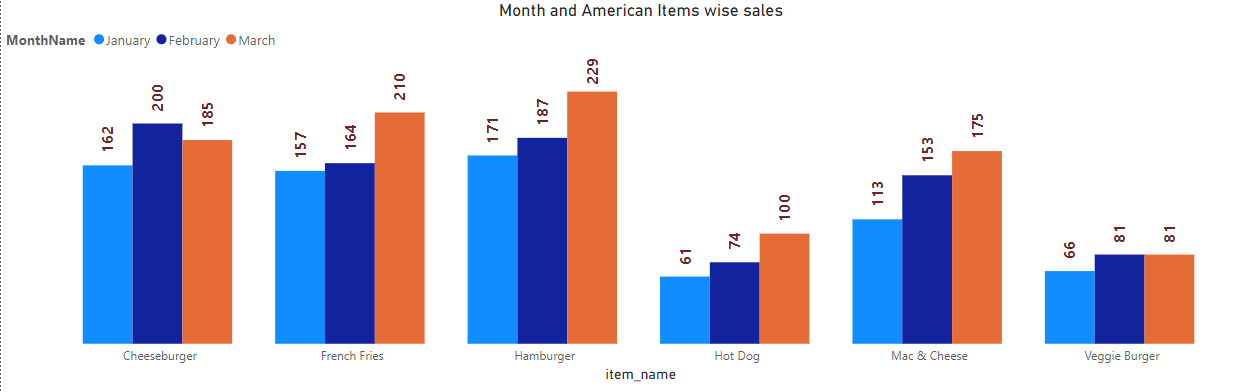 Month and American Items wise sales
MonthName January February March
162 200 185 157 164 210 171 187 229 61 74 100 113 153 175 66 81 81
Cheeseburger French Fries Hamburger Hot Dog Mac & Cheese Veggie Burger
item_name